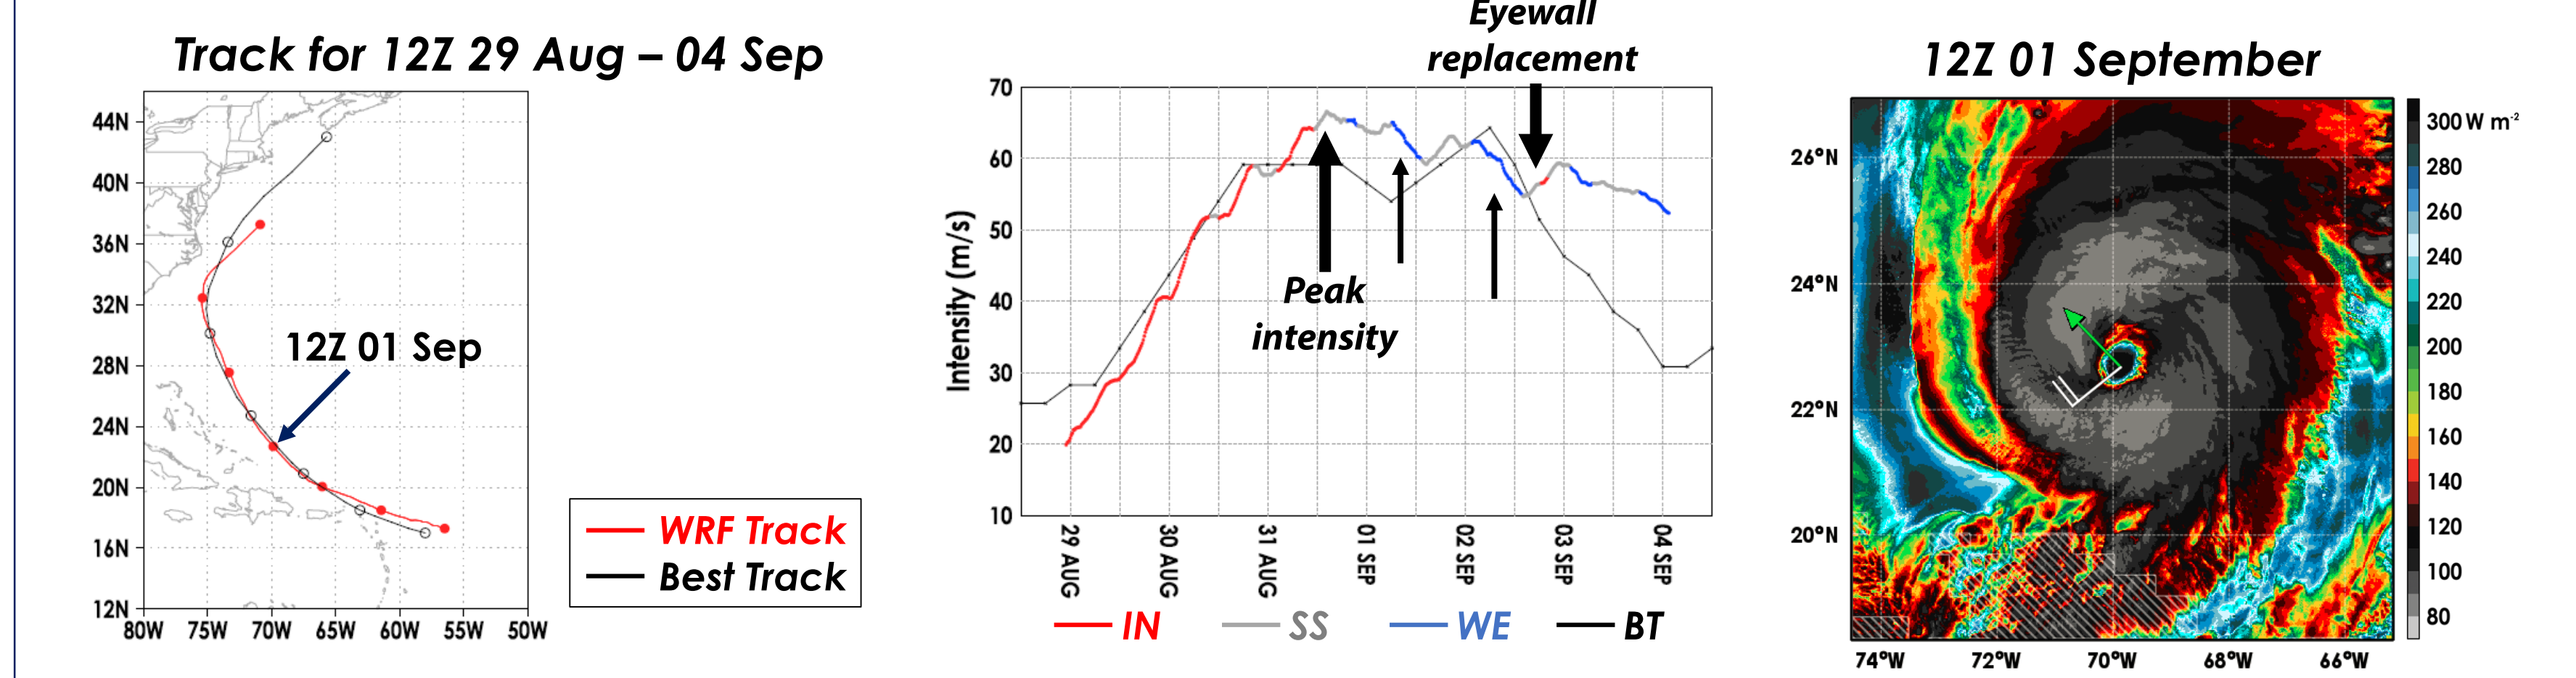 Track for 12Z 29 Aug – 04 Sep
44N
40N
36N
32N
28N
24N
20N
16N
12N
80W 75W 70W 65W 60W 55W 50W
12Z 01 Sep
WRF Track
Best Track
Eyewall
replacement
Intensity (m/s)
70
60
50
40
30
20
10
Peak
intensity
29 AUG
30 AUG
31 AUG
01 SEP
02 SEP
03 SEP
04 SEP
IN SS WE BT
12Z 01 September
26°N
24°N
22°N
20°N
74°W 72°W 70°W 68°W 66°W
300 W m-2
280
260
240
220
200
180
160
140
120
100
80